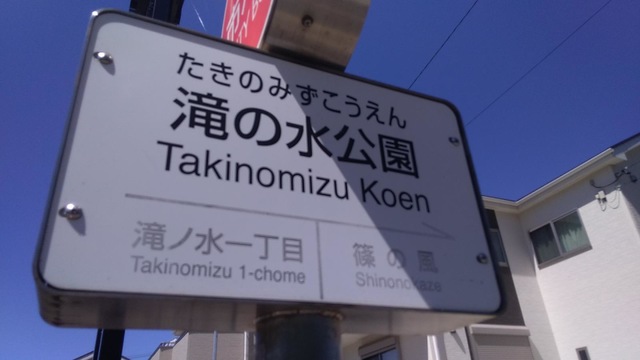 たきのみずこうえん
滝の水公園
Takinomizu Koen
滝ノ水一丁目
Takinomizu 1-chome
篠の風
Shinonokaze